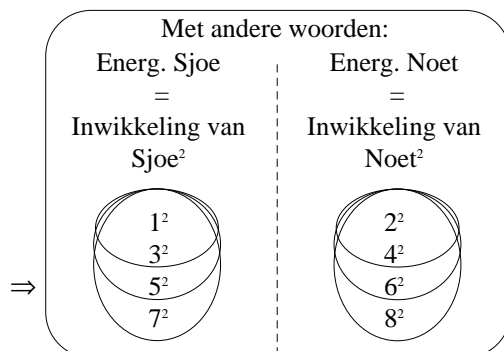 Met andere woorden:
Energ. Sjoe
=
Inwikkeling van
Sjoe²
1²
3²
5²
7²
Energ. Noet
=
Inwikkeling van
Noet²
2²
4²
6²
8²
⇒